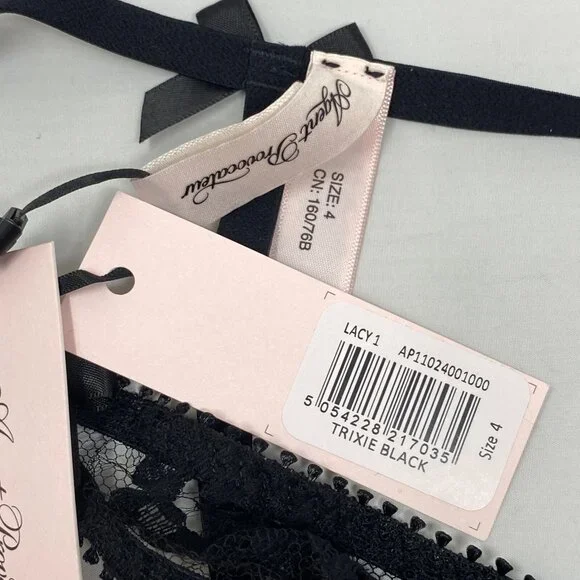 Agent Provocateur
SIZE: 4
CN: 160/76B
LACY 1 AP11024001000
5 054228 217035
TRIXIE BLACK
Size 4